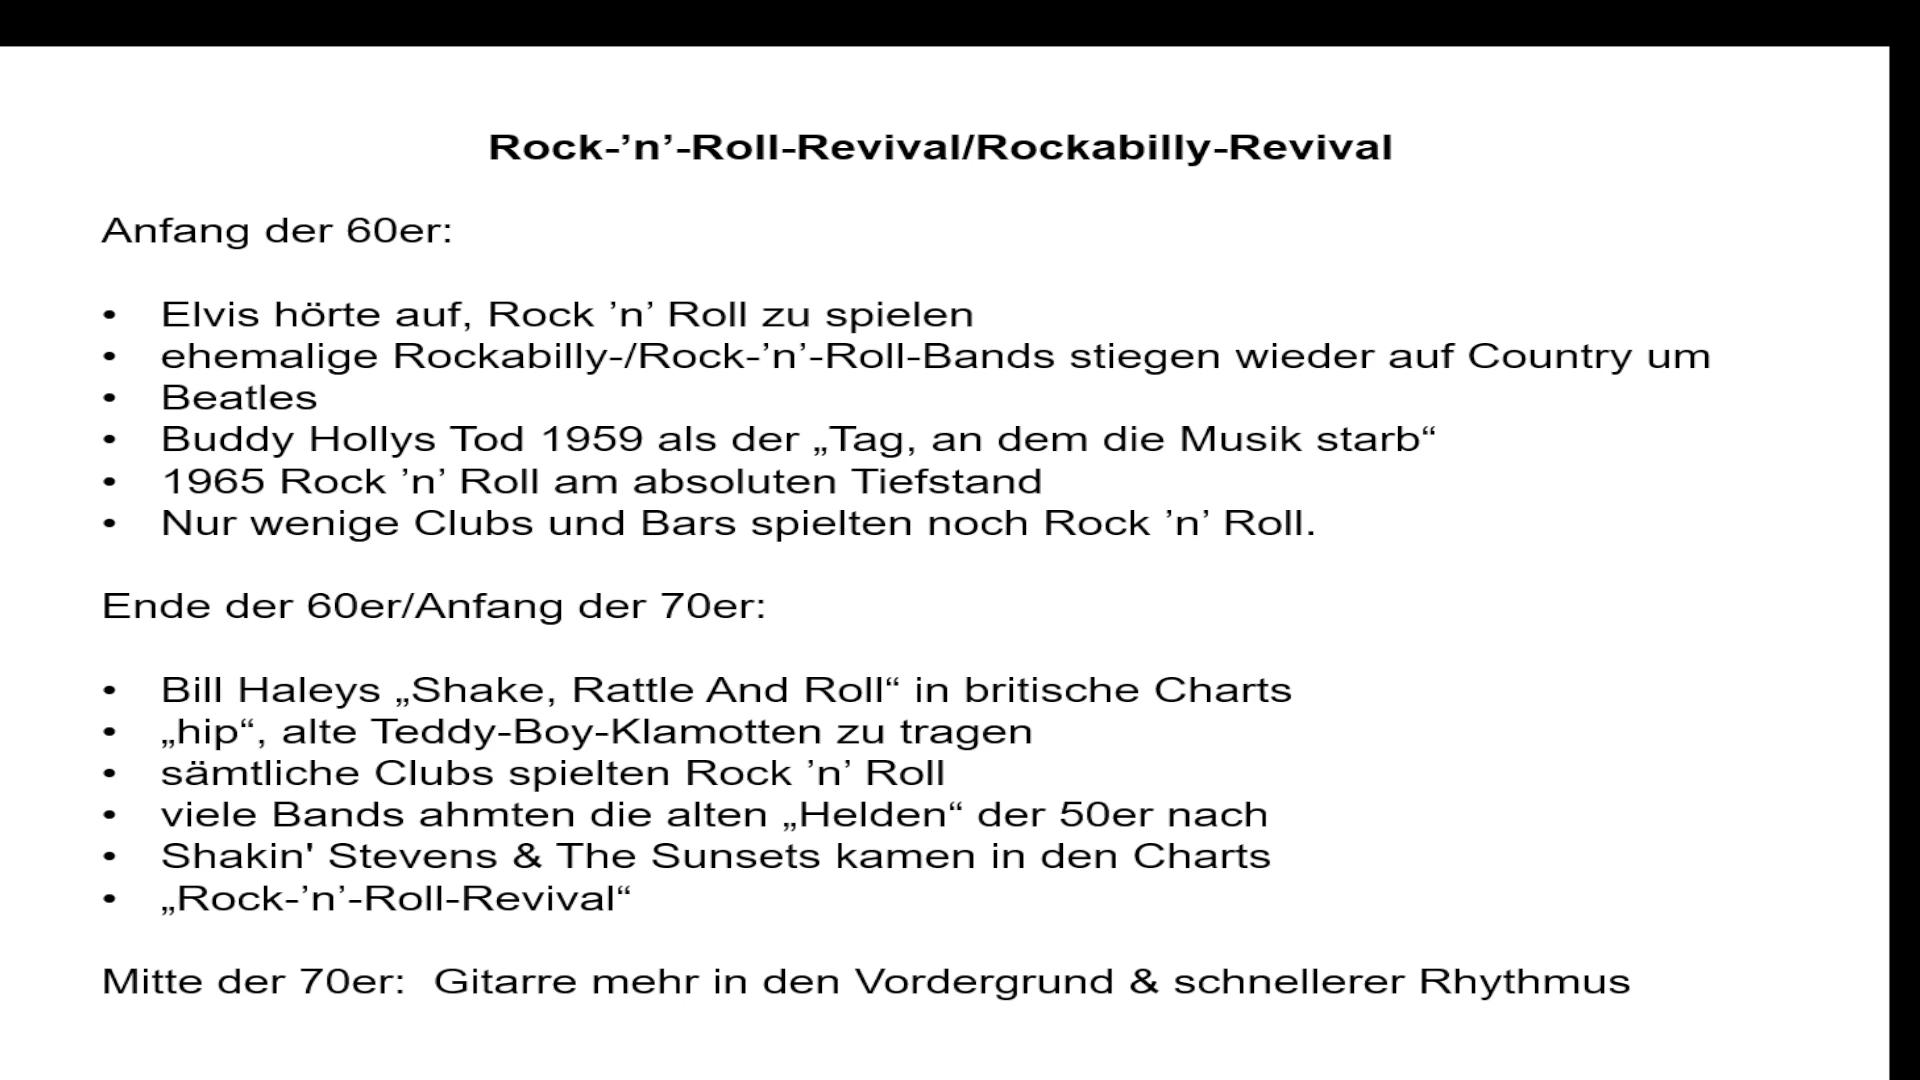 Rock-’n’-Roll-Revival/Rockabilly-Revival
Anfang der 60er:
• Elvis hörte auf, Rock ’n’ Roll zu spielen
• ehemalige Rockabilly-/Rock-’n’-Roll-Bands stiegen wieder auf Country um
• Beatles
• Buddy Hollys Tod 1959 als der „Tag, an dem die Musik starb“
• 1965 Rock ’n’ Roll am absoluten Tiefstand
• Nur wenige Clubs und Bars spielten noch Rock ’n’ Roll.
Ende der 60er/Anfang der 70er:
• Bill Haleys „Shake, Rattle And Roll“ in britische Charts
• „hip“, alte Teddy-Boy-Klamotten zu tragen
• sämtliche Clubs spielten Rock ’n’ Roll
• viele Bands ahmten die alten „Helden“ der 50er nach
• Shakin' Stevens & The Sunsets kamen in den Charts
• „Rock-’n’-Roll-Revival“
Mitte der 70er:  Gitarre mehr in den Vordergrund & schnellerer Rhythmus